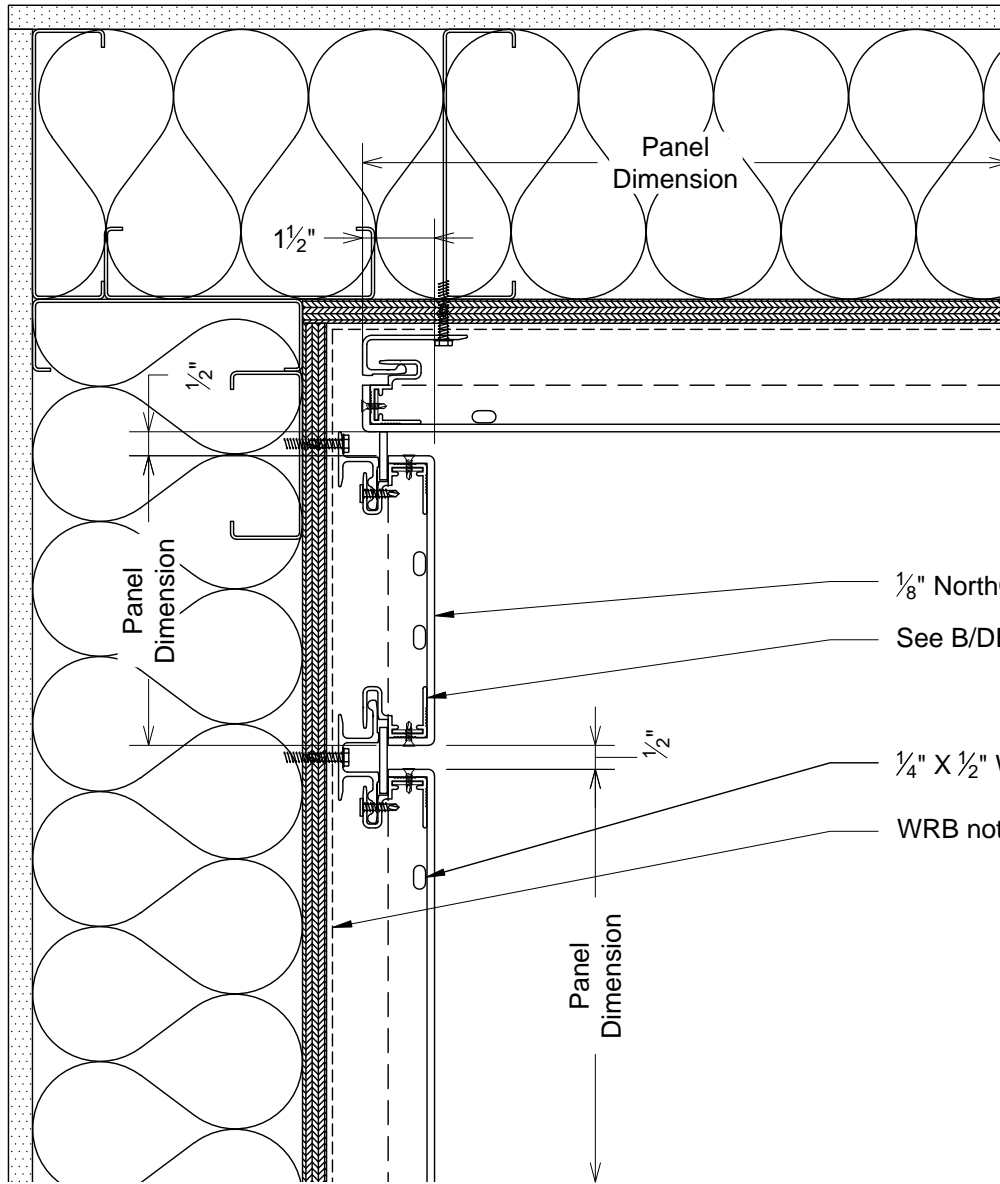 Panel
Dimension
1½"
½"
Panel
Dimension
⅛" North
See B/D
½"
¼" X ½"
WRB not
Panel
Dimension